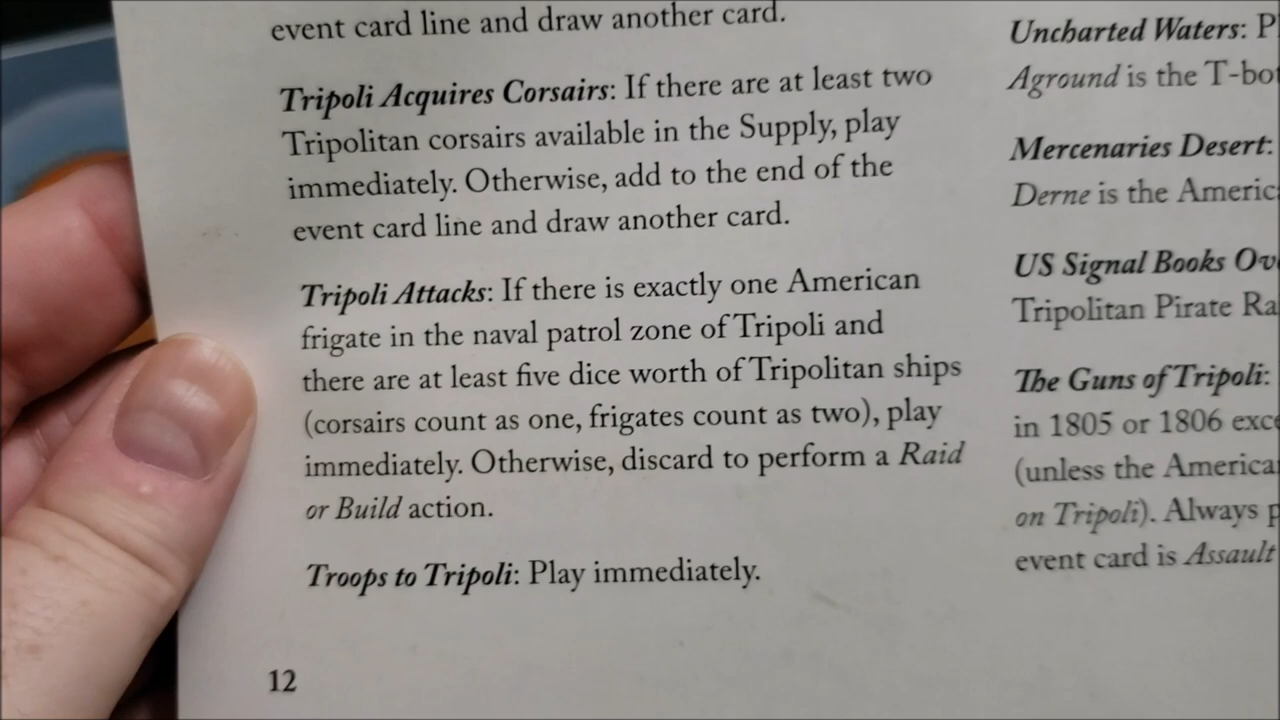 event card line and draw another card.
Tripoli Acquires Corsairs: If there are at least two
Tripolitan corsairs available in the Supply, play
immediately. Otherwise, add to the end of the
event card line and draw another card.
Tripoli Attacks: If there is exactly one American
frigate in the naval patrol zone of Tripoli and
there are at least five dice worth of Tripolitan ships
(corsairs count as one, frigates count as two), play
immediately. Otherwise, discard to perform a Raid
or Build action.
Troops to Tripoli: Play immediately.
12
Uncharted Waters:
Aground is the
Mercenaries Desert:
Derne is the
US Signal Books
Tripolitan Pirate
The Guns of Tripoli:
in 1805 or 1806
(unless the
on Tripoli). Always
event card is Assault